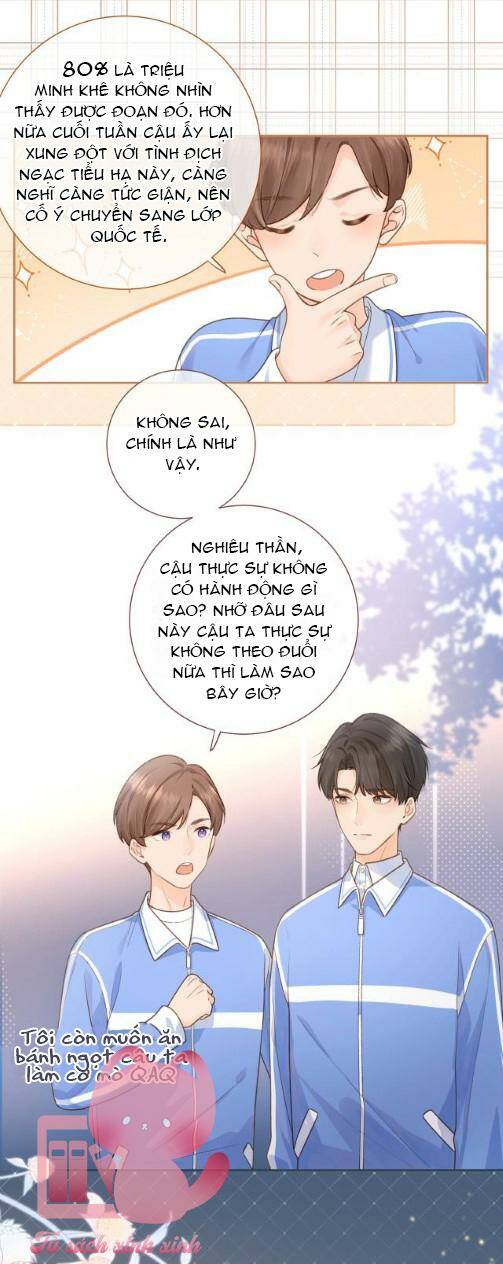 80% LÀ TRIỆU
MINH KHÊ KHÔNG NHÌN
THẤY ĐƯỢC ĐOẠN ĐÓ. HƠN
NỮA CUỐI TUẦN CẬU ẤY LẠI
XUNG ĐỘT VỚI TÌNH ĐỊCH
NGẠC TIỂU HẠ NÀY, CÀNG
NGHĨ CÀNG TỨC GIẬN, NÊN
CỐ Ý CHUYỂN SANG LỚP
QUỐC TẾ.
KHÔNG SAI,
CHÍNH LÀ NHƯ
VẬY.
NGHIÊU THẦN,
CẬU THỰC SỰ KHÔNG
CÓ HÀNH ĐỘNG GÌ
SAO? NHỠ ĐÂU SAU
NÀY CẬU TA THỰC SỰ
KHÔNG THEO ĐUỔI
NỮA THÌ LÀM SAO
BÂY GIỜ?
Tôi còn muốn ăn
bánh ngọt cậu ta
làm cơ mò QAQ
Tủ sách xinh xinh